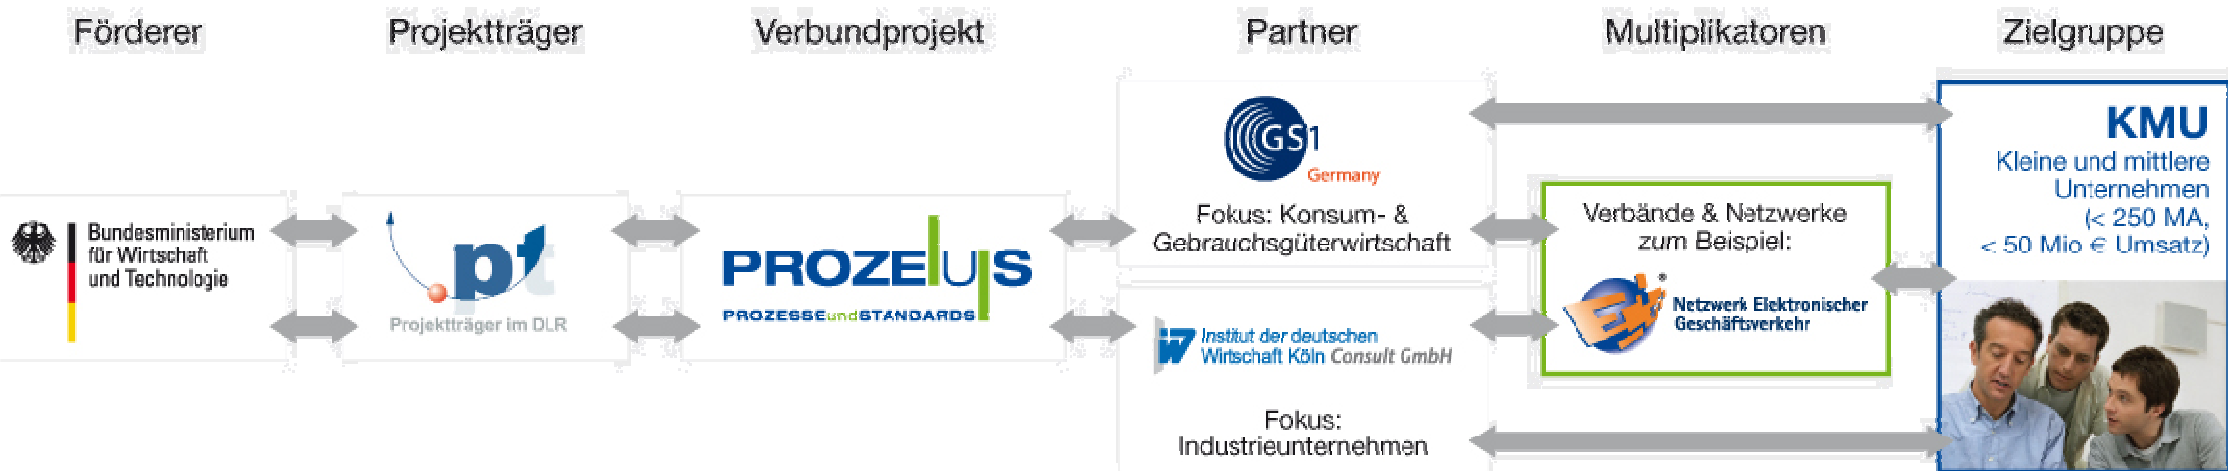 Förderer
Projektträger
Verbundprojekt
Partner
Multiplikatoren
Zielgruppe
Bundesministerium
für Wirtschaft
und Technologie
pt
Projektträger im DLR
PROZEUS
PROZESSEundSTANDARDS
GS1
Germany
Fokus: Konsum- &
Gebrauchsgüterwirtschaft
iw
Institut der deutschen
Wirtschaft Köln Consult GmbH
Fokus:
Industrieunternehmen
Verbände & Netzwerke
zum Beispiel:
Netzwerk Elektronischer
Geschäftsverkehr
KMU
Kleine und mittlere
Unternehmen
(< 250 MA,
< 50 Mio € Umsatz)